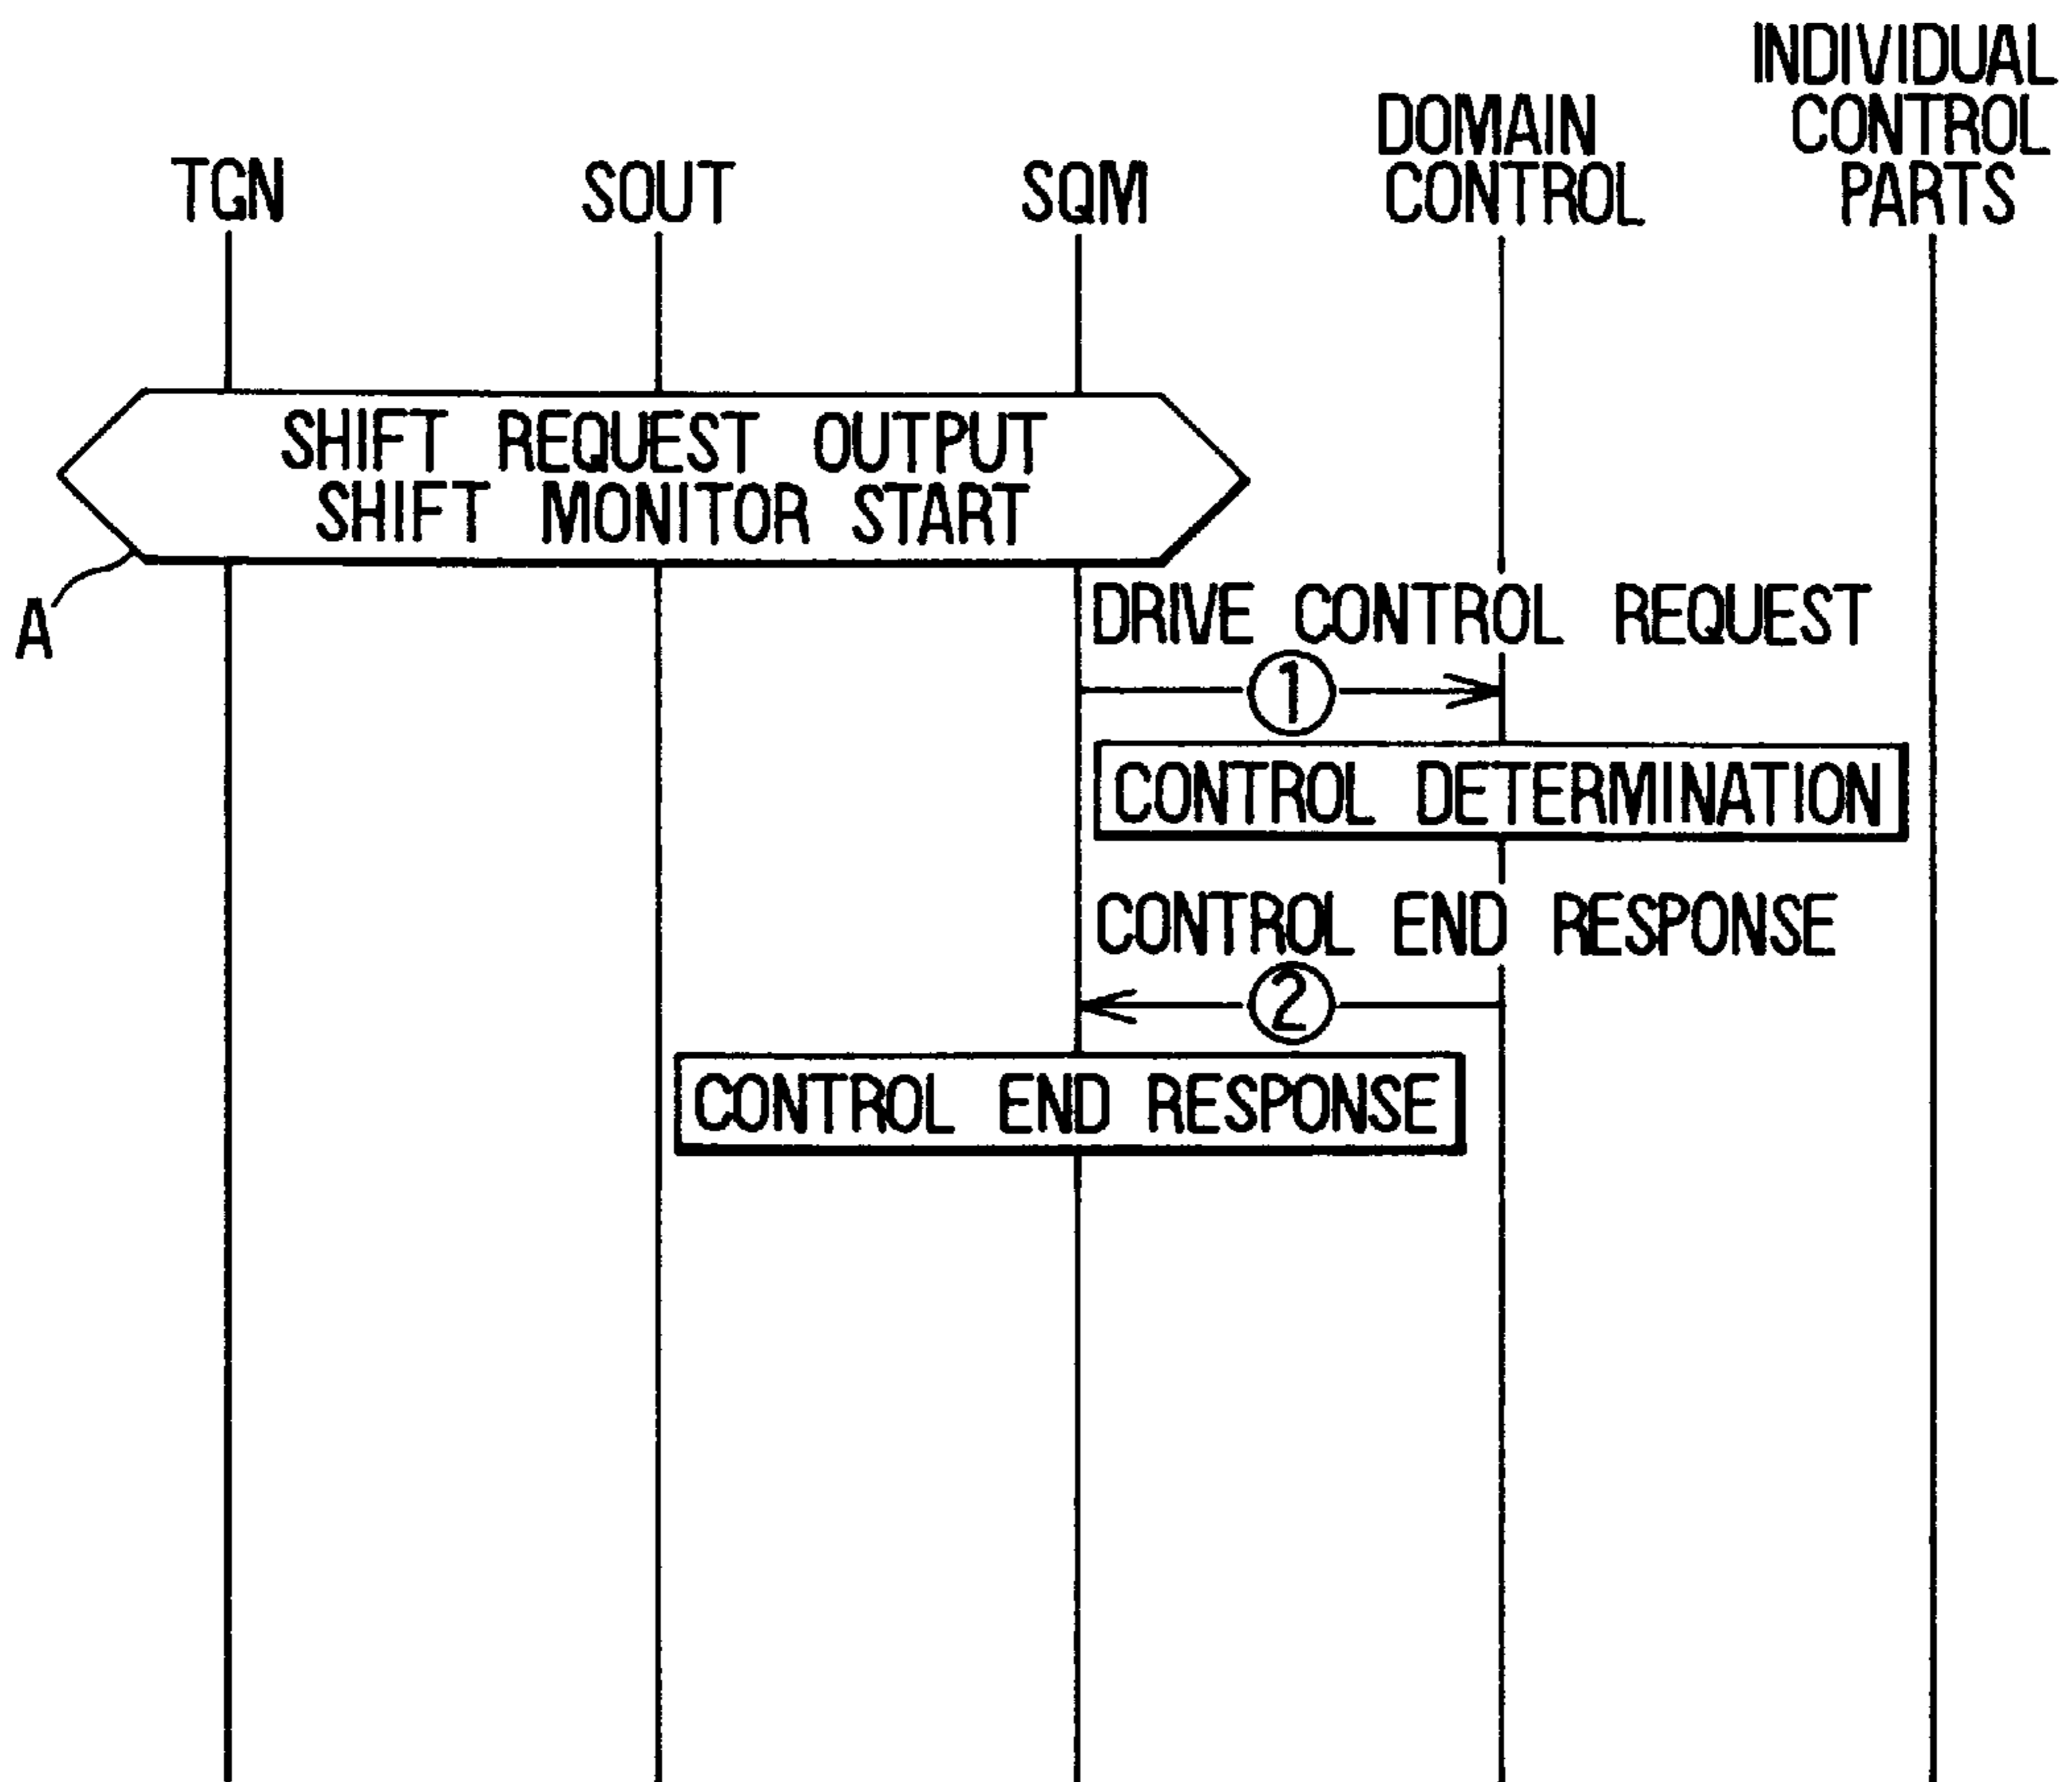 TGN
SOUT
SQM
DOMAIN
CONTROL
INDIVIDUAL
CONTROL
PARTS
SHIFT REQUEST OUTPUT
SHIFT MONITOR START
A
DRIVE CONTROL REQUEST
1
CONTROL DETERMINATION
CONTROL END RESPONSE
2
CONTROL END RESPONSE